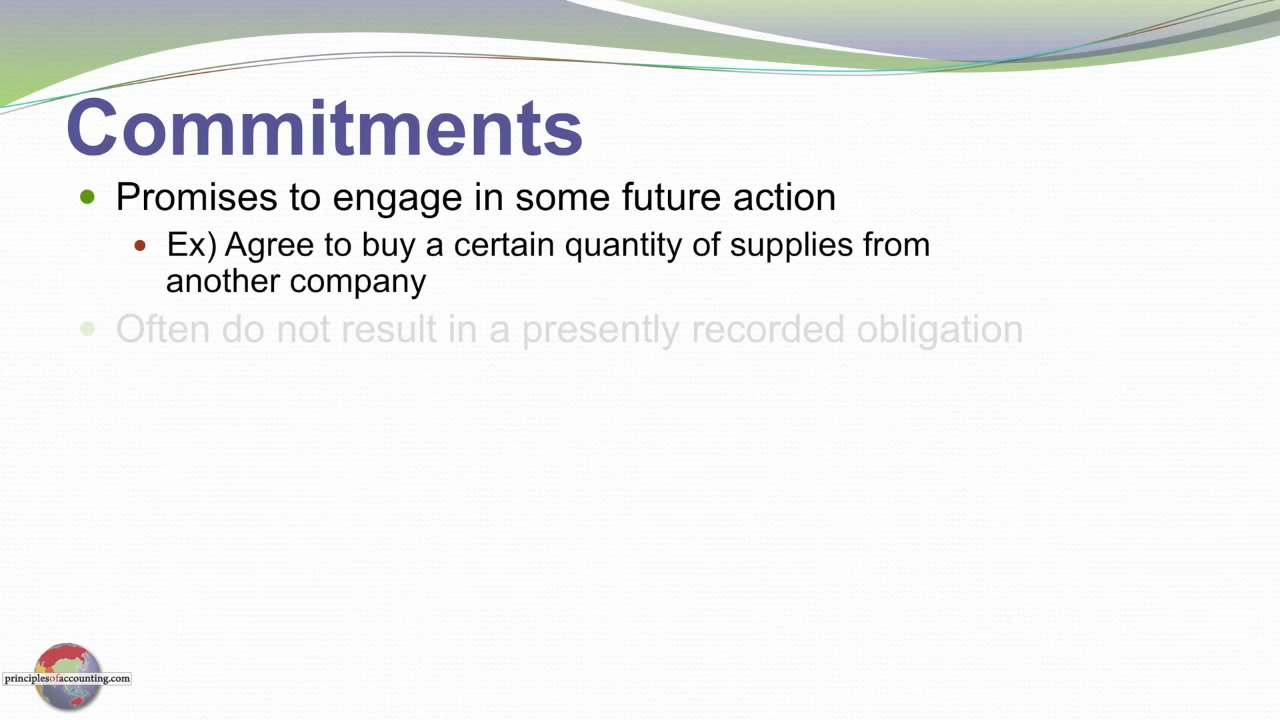 Commitments
Promises to engage in some future action
Ex) Agree to buy a certain quantity of supplies from
another company
Often do not result in a presently recorded obligation
principlesofaccounting.com